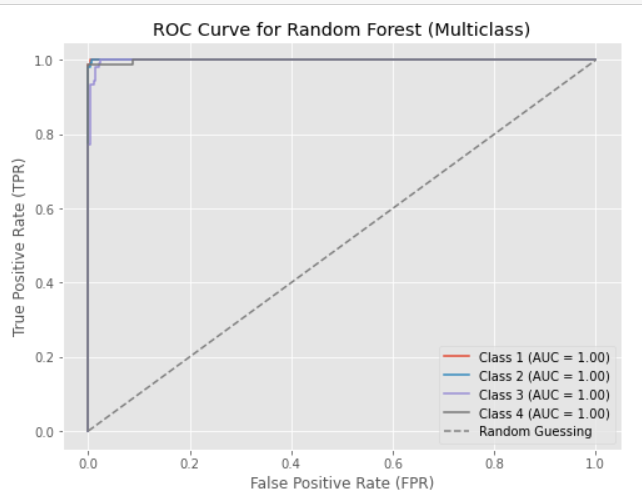 ROC Curve for Random Forest (Multiclass)
True Positive Rate (TPR)
1.0
0.8
0.6
0.4
0.2
0.0
Class 1 (AUC = 1.00)
Class 2 (AUC = 1.00)
Class 3 (AUC = 1.00)
Class 4 (AUC = 1.00)
Random Guessing
0.0 0.2 0.4 0.6 0.8 1.0
False Positive Rate (FPR)